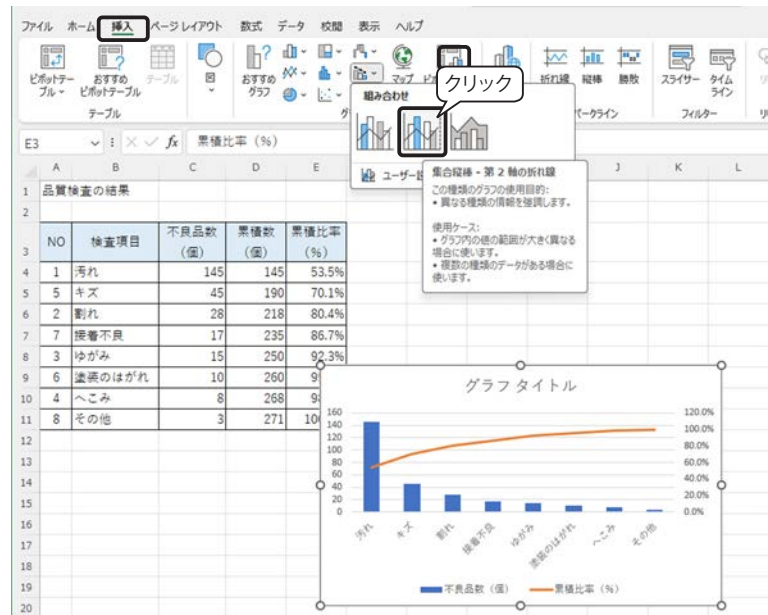 ファイル ホーム 挿入 ページ レイアウト 数式 データ 校閲 表示 ヘルプ
ピボットテーブル おすすめピボットテーブル テーブル 図 おすすめグラフ マップ 折れ線 縦棒 勝敗 スライサー タイムライン
テーブル フィルター
クリック
組み合わせ
E3 fx 累積比率（%）
集合縦棒 - 第 2 軸の折れ線
この種類のグラフの使用目的:
• 異なる種類の情報を強調します。
使用ケース:
• グラフ内の値の範囲が大きく異なる
場合に使います。
• 複数の種類のデータがある場合に
使います。
A B C D E J K L
1 品質検査の結果
2
3 NO 検査項目 不良品数（個） 累積数（個） 累積比率（%）
4 1 汚れ 145 145 53.5%
5 5 キズ 45 190 70.1%
6 2 割れ 28 218 80.4%
7 7 接着不良 17 235 86.7%
8 3 ゆがみ 15 250 92.3%
9 6 塗装のはがれ 10 260
10 4 へこみ 8 268
11 8 その他 3 271
12
13
14
15
16
17
18
19
20
グラフ タイトル
160
140
120
100
80
60
40
20
0
120.0%
100.0%
80.0%
60.0%
40.0%
20.0%
0.0%
汚れ キズ 割れ 接着不良 ゆがみ 塗装のはがれ へこみ その他
不良品数（個） 累積比率（%）